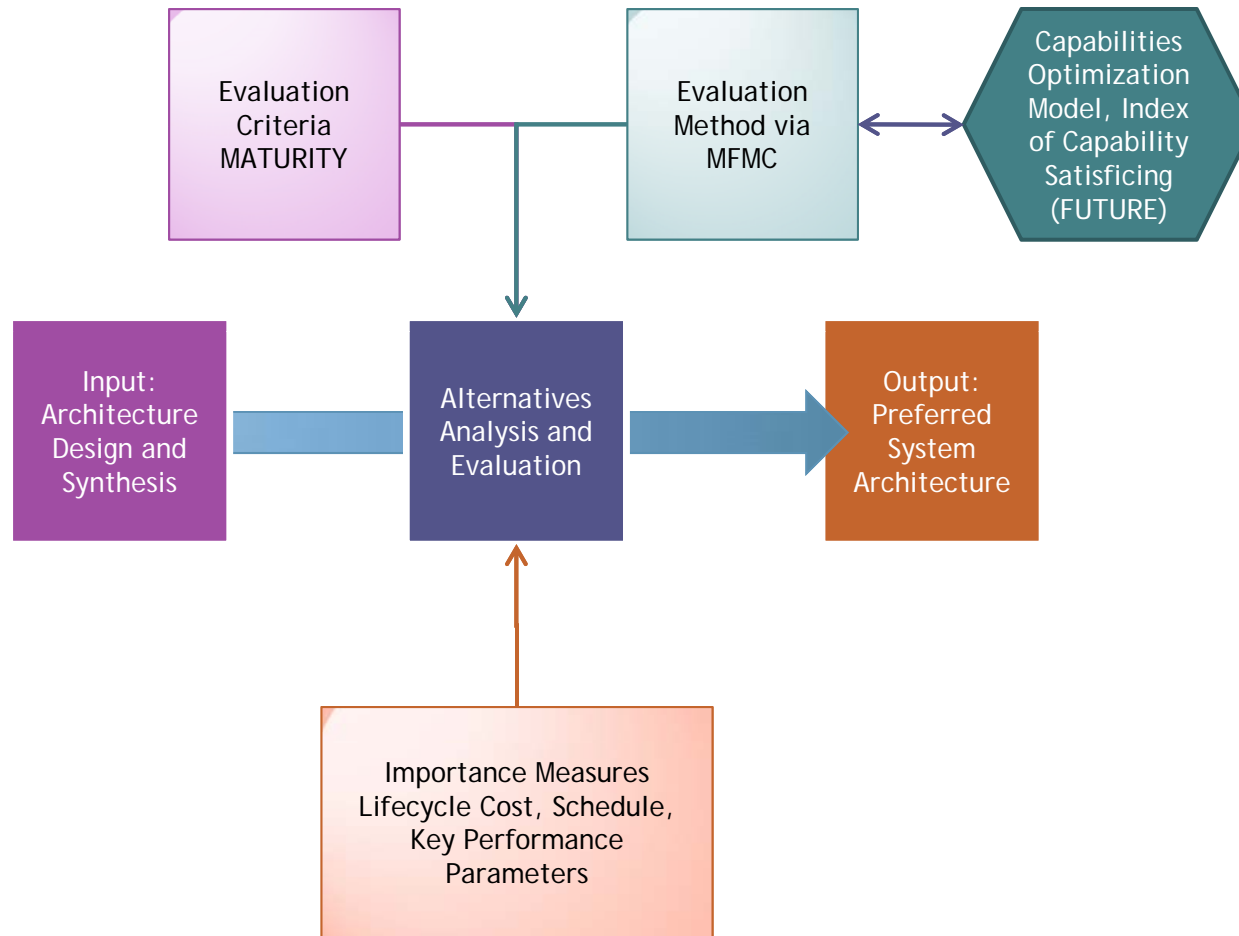 Evaluation
Criteria
MATURITY
Evaluation
Method via
MFMC
Capabilities
Optimization
Model, Index
of Capability
Satisficing
(FUTURE)
Input:
Architecture
Design and
Synthesis
Alternatives
Analysis and
Evaluation
Output:
Preferred
System
Architecture
Importance Measures
Lifecycle Cost, Schedule,
Key Performance
Parameters